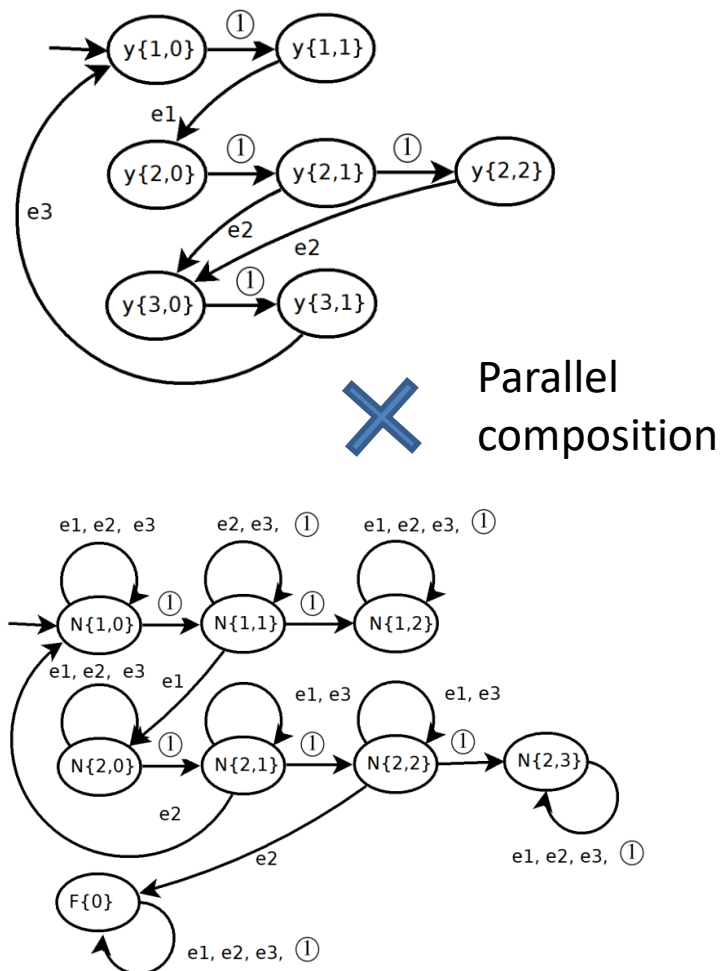 ①
y{1,0} y{1,1}
e1
① ①
y{2,0} y{2,1} y{2,2}
e3
e2 e2
①
y{3,0} y{3,1}
Parallel
composition
e1, e2, e3 e2, e3, ① e1, e2, e3, ①
① ①
N{1,0} N{1,1} N{1,2}
e1, e2, e3 e1 e1, e3 e1, e3
① ① ①
N{2,0} N{2,1} N{2,2} N{2,3}
e2
e1, e2, e3, ①
e2
F{0}
e1, e2, e3, ①